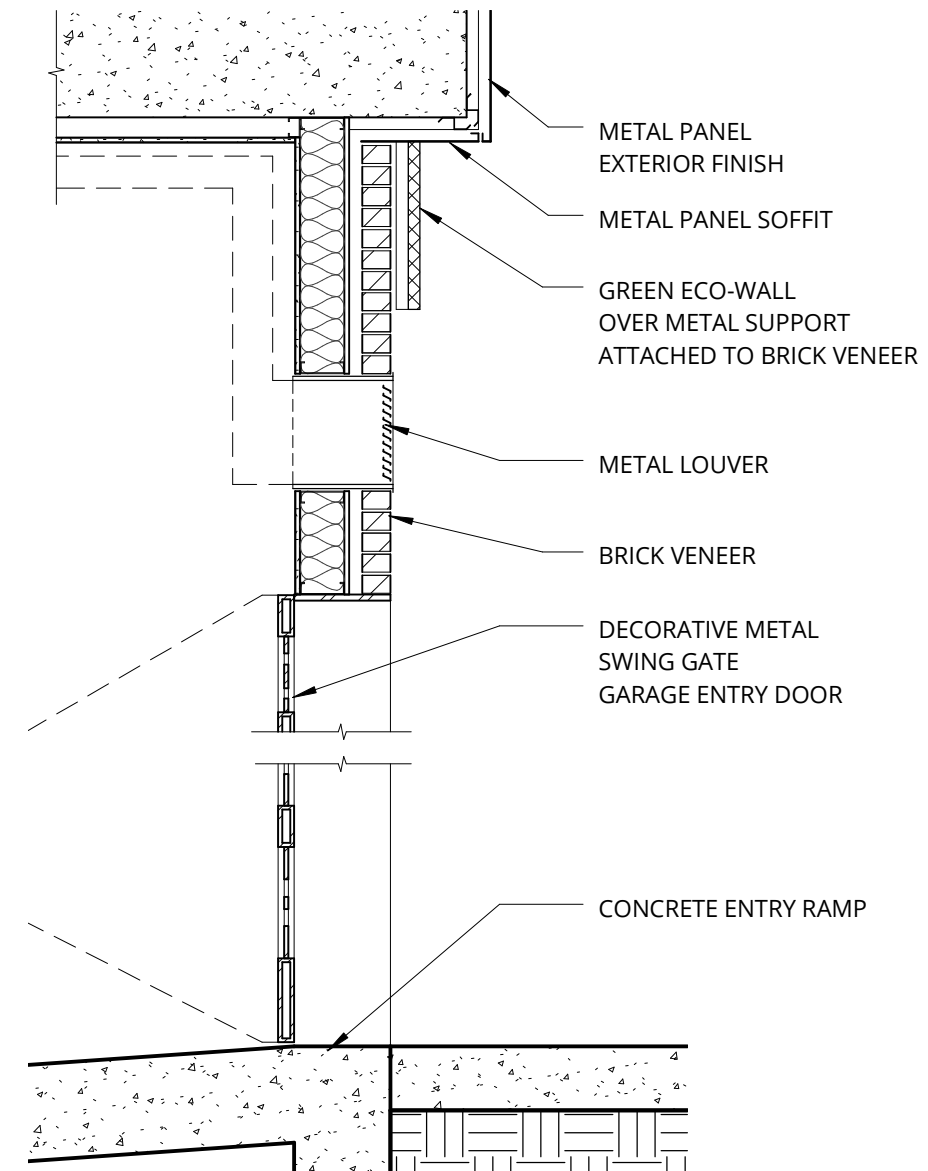 METAL PANEL
EXTERIOR FINISH
METAL PANEL SOFFIT
GREEN ECO-WALL
OVER METAL SUPPORT
ATTACHED TO BRICK VENEER
METAL LOUVER
BRICK VENEER
DECORATIVE METAL
SWING GATE
GARAGE ENTRY DOOR
CONCRETE ENTRY RAMP